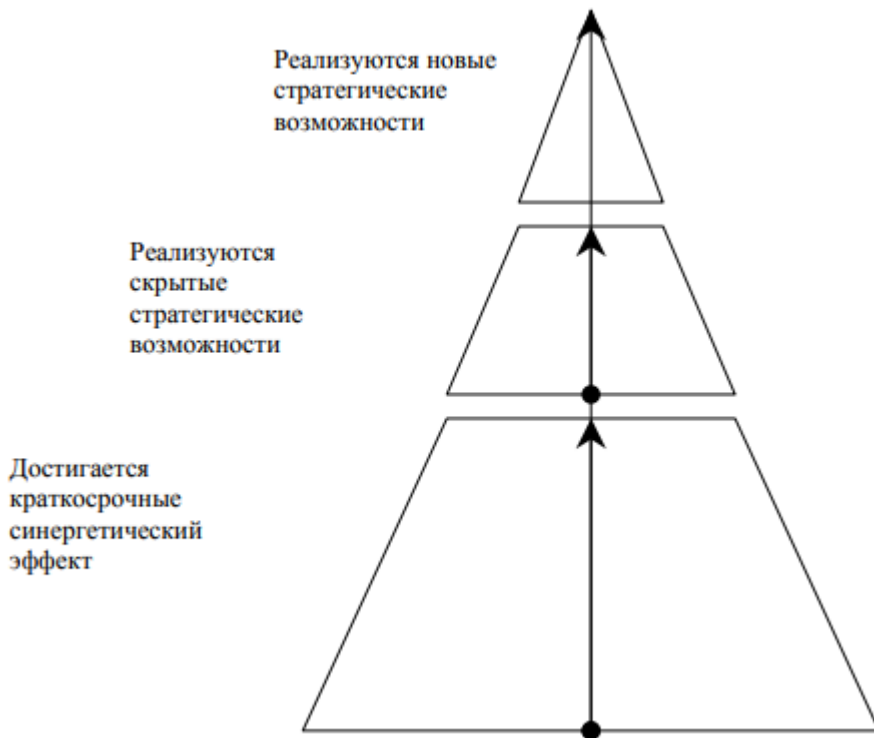 Реализуются новые
стратегические
возможности
Реализуются
скрытые
стратегические
возможности
Достигается
краткосрочные
синергетический
эффект